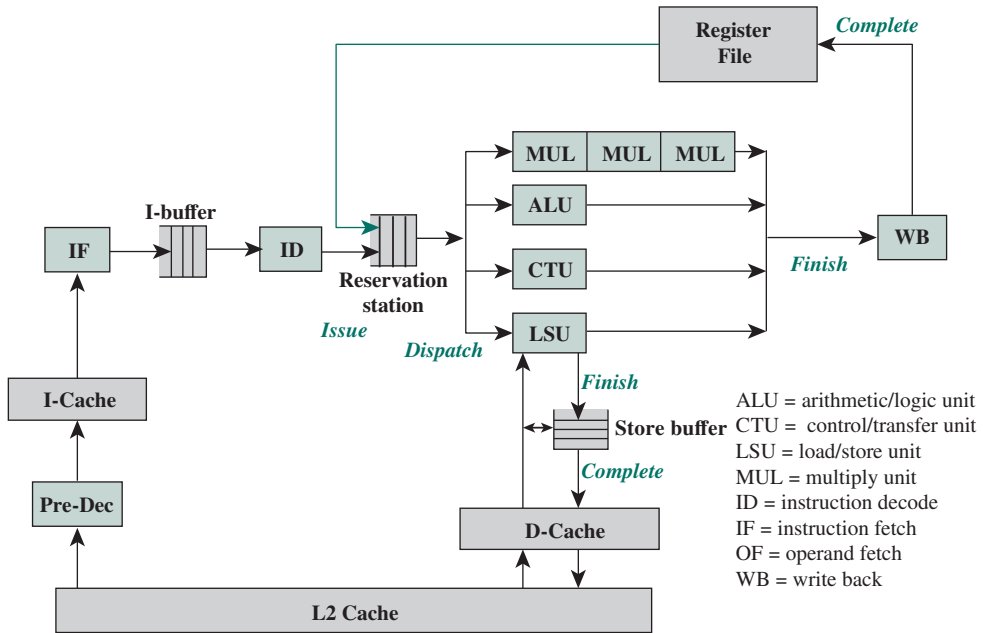 Complete
Register
File
MUL
MUL
MUL
I-buffer
ALU
IF
ID
WB
CTU
Finish
Reservation
station
Issue
LSU
Dispatch
Finish
I-Cache
ALU = arithmetic/logic unit
CTU = control/transfer unit
LSU = load/store unit
MUL = multiply unit
ID = instruction decode
IF = instruction fetch
OF = operand fetch
WB = write back
Store buffer
Complete
Pre-Dec
D-Cache
L2 Cache